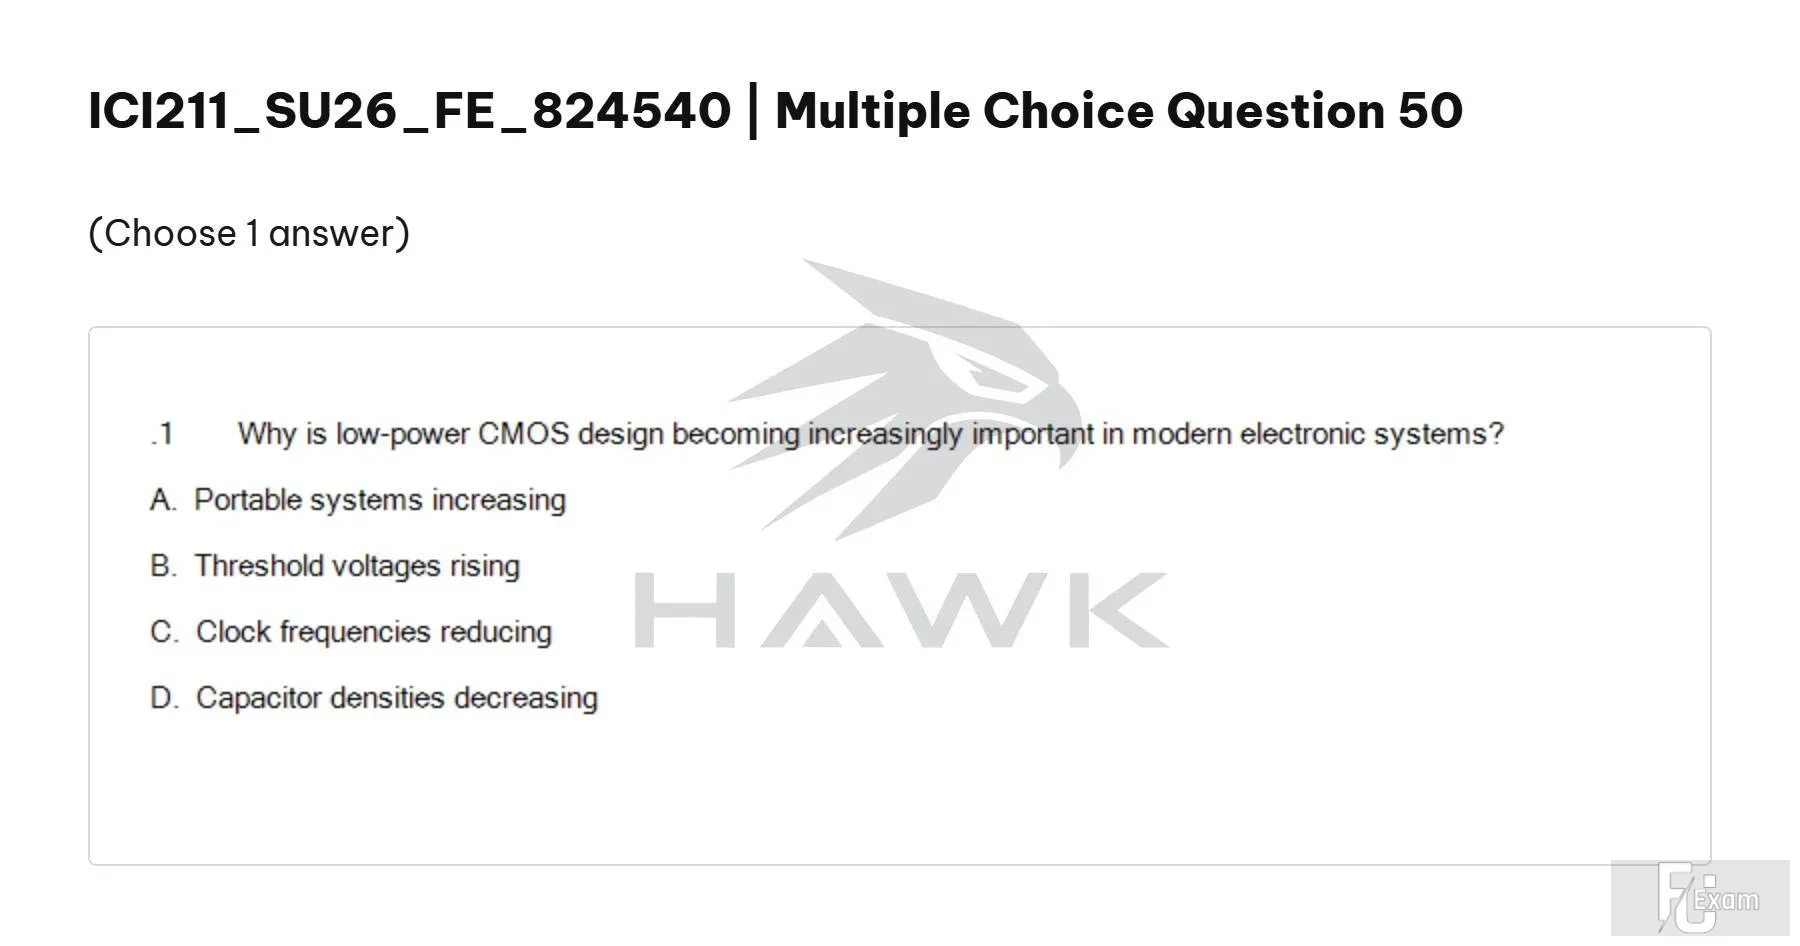 ICI211_SU26_FE_824540 | Multiple Choice Question 50
(Choose 1 answer)
.1 Why is low-power CMOS design becoming increasingly important in modern electronic systems?
A. Portable systems increasing
B. Threshold voltages rising
C. Clock frequencies reducing
D. Capacitor densities decreasing
HAWK
FU Exam